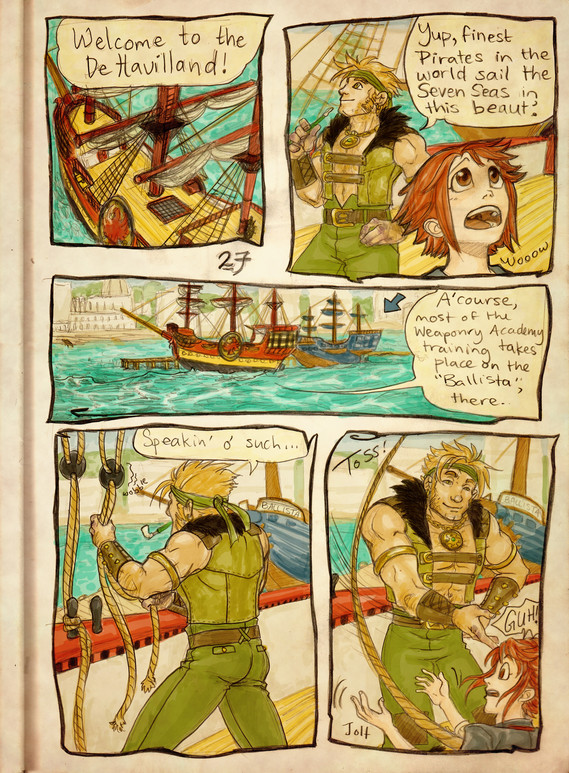 Welcome to the
DeHavilland!
Yup, finest
Pirates in the
world sail the
Seven Seas in
this beaut!
Wooow
27
A'course,
most of the
Weaponry Academy
training takes
place on the
"Ballista",
there..
Speakin' o' such...
wobble
BALLISTA
Toss!
BALLISTA
GUH!
Jolt